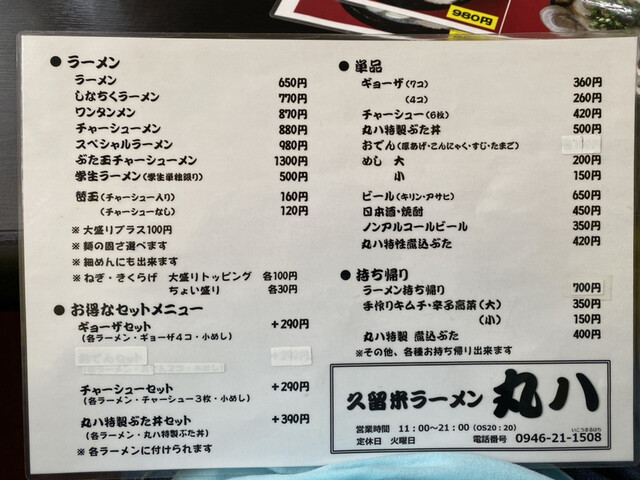 980円
● ラーメン
ラーメン 650円
しなちくラーメン 770円
ワンタンメン 870円
チャーシューメン 880円
スペシャルラーメン 980円
ぶた玉チャーシューメン 1300円
学生ラーメン(学生単品限り) 500円
替玉(チャーシュー入り) 160円
(チャーシューなし) 120円
※ 大盛りプラス100円
※ 麺の固さ選べます
※ 細めんにも出来ます
※ ねぎ・きくらげ 大盛りトッピング 各100円
ちょい盛り 各30円
● お得なセットメニュー
ギョーザセット +290円
(各ラーメン・ギョーザ4コ・小めし)
おでんセット +290円
チャーシューセット +290円
(各ラーメン・チャーシュー3枚・小めし)
丸八特製ぶた丼セット +390円
(各ラーメン・丸八特製ぶた丼)
※ 各ラーメンに付けられます
● 単品
ギョーザ(7コ) 360円
(4コ) 260円
チャーシュー(6枚) 420円
丸八特製ぶた丼 500円
おでん(厚あげ・こんにゃく・すじ・たまご)
めし 大 200円
小 150円
ビール(キリン・アサヒ) 650円
日本酒・焼酎 450円
ノンアルコールビール 350円
丸八特性煮込ぶた 420円
● 持ち帰り
ラーメン持ち帰り 700円
手作りキムチ・辛子高菜(大) 350円
(小) 150円
丸八特製 煮込ぶた 400円
※その他、各種お持ち帰り出来ます
久留米ラーメン 丸八
営業時間 11:00~21:00 (OS20:20)
いこうまるはち
定休日 火曜日 電話番号 0946-21-1508